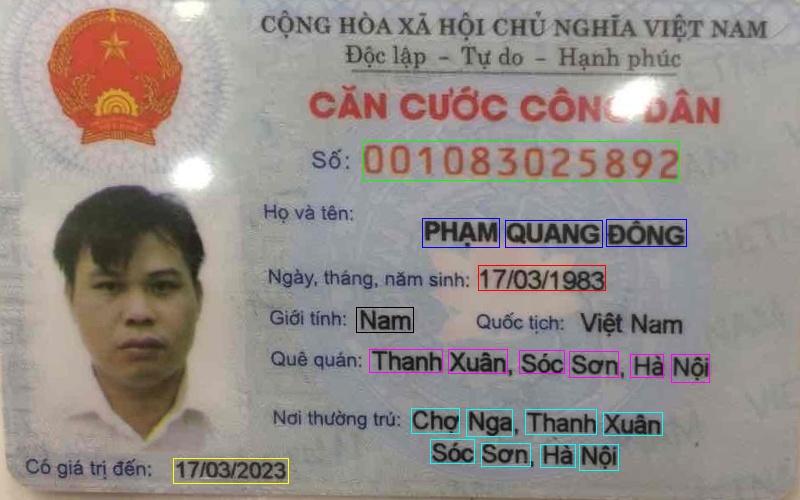 CỘNG HÒA XÃ HỘI CHỦ NGHĨA VIỆT NAM
Độc lập - Tự do - Hạnh phúc
CĂN CƯỚC CÔNG DÂN
Số: 001083025892
Họ và tên:
PHẠM QUANG ĐÔNG
Ngày, tháng, năm sinh: 17/03/1983
Giới tính: Nam Quốc tịch: Việt Nam
Quê quán: Thanh Xuân, Sóc Sơn, Hà Nội
Nơi thường trú: Chợ Nga, Thanh Xuân
Sóc Sơn, Hà Nội
Có giá trị đến: 17/03/2023